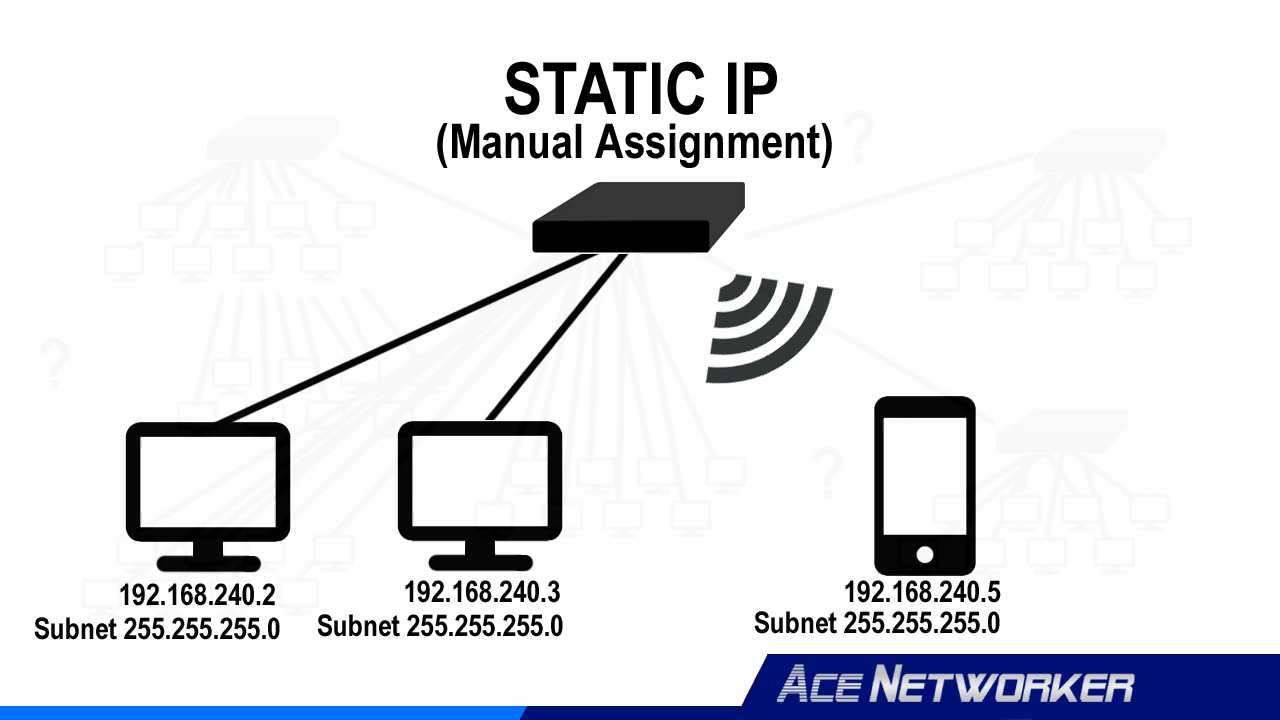 STATIC IP
(Manual Assignment)
?
?
?
192.168.240.2
Subnet 255.255.255.0
192.168.240.3
Subnet 255.255.255.0
192.168.240.5
Subnet 255.255.255.0
ACE NETWORKER